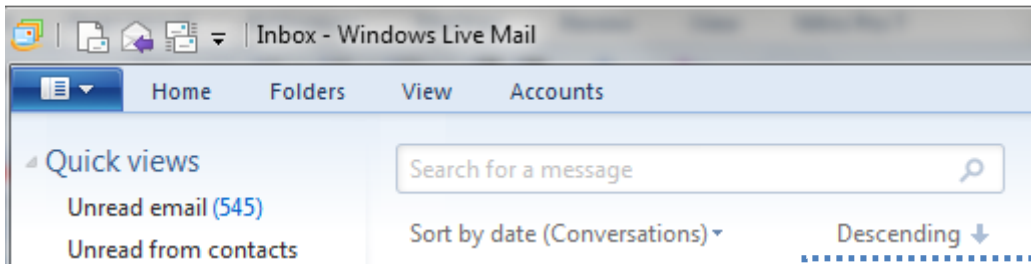 Inbox - Windows Live Mail
Home Folders View Accounts
Quick views
Search for a message
Unread email (545)
Sort by date (Conversations) Descending
Unread from contacts